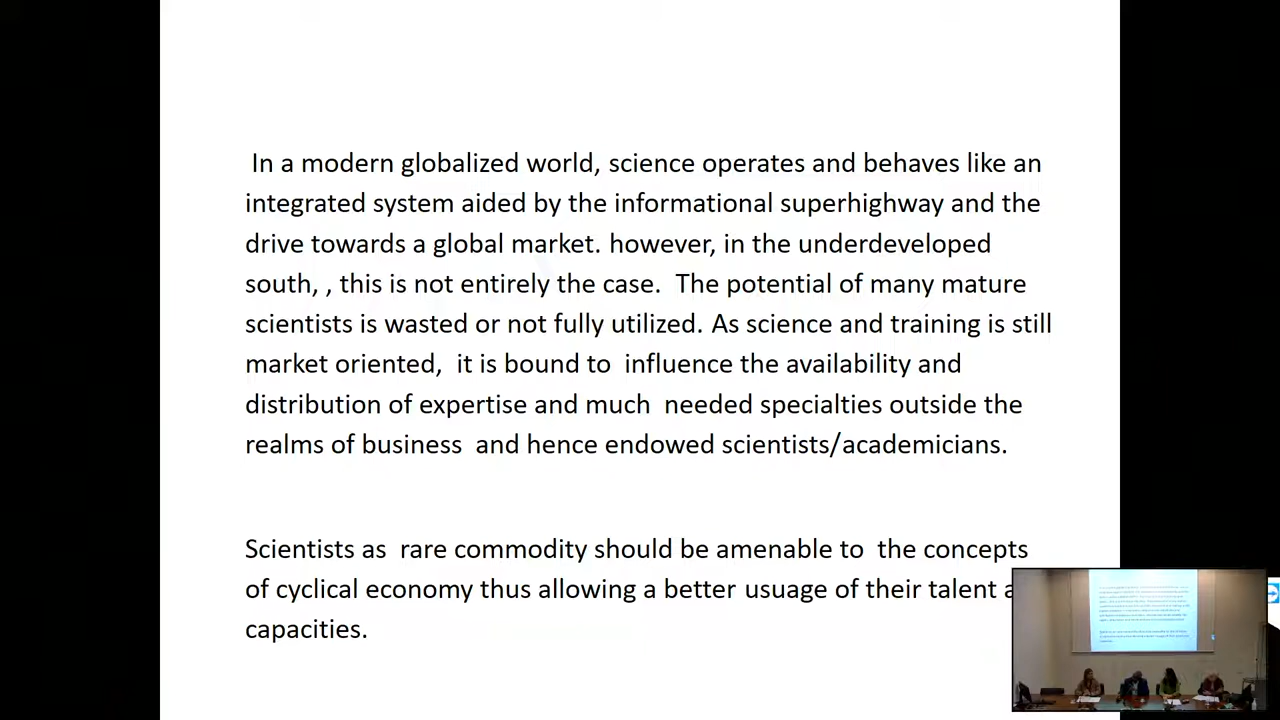 In a modern globalized world, science operates and behaves like an
integrated system aided by the informational superhighway and the
drive towards a global market. however, in the underdeveloped
south, , this is not entirely the case.  The potential of many mature
scientists is wasted or not fully utilized. As science and training is still
market oriented,  it is bound to  influence the availability and
distribution of expertise and much  needed specialties outside the
realms of business  and hence endowed scientists/academicians.
Scientists as  rare commodity should be amenable to  the concepts
of cyclical economy thus allowing a better usuage of their talent
capacities.